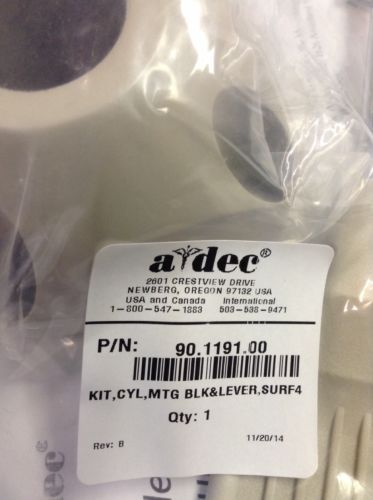 a dec®
2601 CRESTVIEW DRIVE
NEWBERG, OREGON 97132 USA
USA and Canada International
1-800-547-1883 503-538-9471
P/N: 90.1191.00
KIT,CYL,MTG BLK&LEVER,SURF4
Qty: 1
Rev: B 11/20/14
dec®